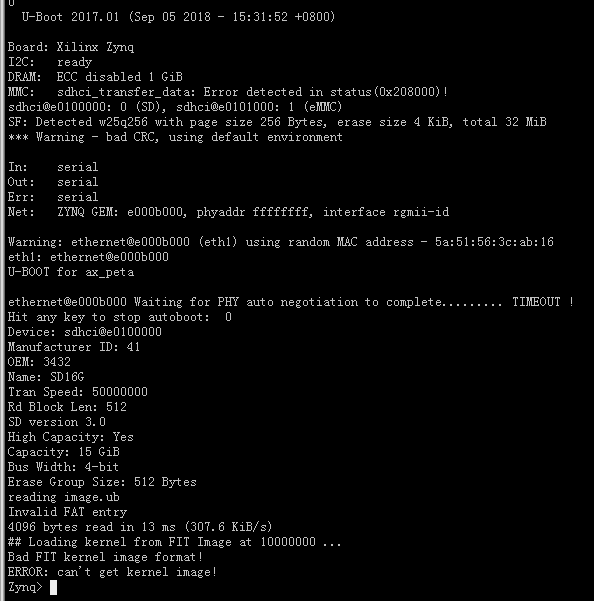 U-Boot 2017.01 (Sep 05 2018 - 15:31:52 +0800)
Board: Xilinx Zynq
I2C:   ready
DRAM:  ECC disabled 1 GiB
MMC:   sdhci_transfer_data: Error detected in status(0x208000)!
sdhci@e0100000: 0 (SD), sdhci@e0101000: 1 (eMMC)
SF: Detected w25q256 with page size 256 Bytes, erase size 4 KiB, total 32 MiB
*** Warning - bad CRC, using default environment
In:    serial
Out:   serial
Err:   serial
Net:   ZYNQ GEM: e000b000, phyaddr ffffffff, interface rgmii-id
Warning: ethernet@e000b000 (eth1) using random MAC address - 5a:51:56:3c:ab:16
eth1: ethernet@e000b000
U-BOOT for ax_peta
ethernet@e000b000 Waiting for PHY auto negotiation to complete......... TIMEOUT !
Hit any key to stop autoboot:  0
Device: sdhci@e0100000
Manufacturer ID: 41
OEM: 3432
Name: SD16G
Tran Speed: 50000000
Rd Block Len: 512
SD version 3.0
High Capacity: Yes
Capacity: 15 GiB
Bus Width: 4-bit
Erase Group Size: 512 Bytes
reading image.ub
Invalid FAT entry
4096 bytes read in 13 ms (307.6 KiB/s)
## Loading kernel from FIT Image at 10000000 ...
Bad FIT kernel image format!
ERROR: can't get kernel image!
Zynq>